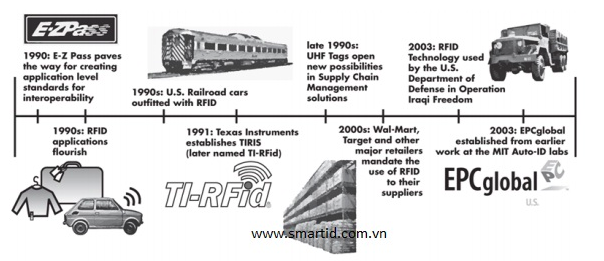 E-ZPass
1990: E-Z Pass paves
the way for creating
application level
standards for
interoperability
1990s: U.S. Railroad cars
outfitted with RFID
late 1990s:
UHF Tags open
new possibilities
in Supply Chain
Management
solutions
2003: RFID
Technology used
by the U.S.
Department of
Defense in Operation
Iraqi Freedom
1990s: RFID
applications
flourish
1991: Texas Instruments
establishes TIRIS
(later named TI-RFid)
TI-RFid
2000s: Wal-Mart,
Target and other
major retailers
mandate the
use of RFID
to their
suppliers
2003: EPCglobal
established from earlier
work at the MIT Auto-ID labs
EPCglobal
EPC
U.S.
www.smartid.com.vn